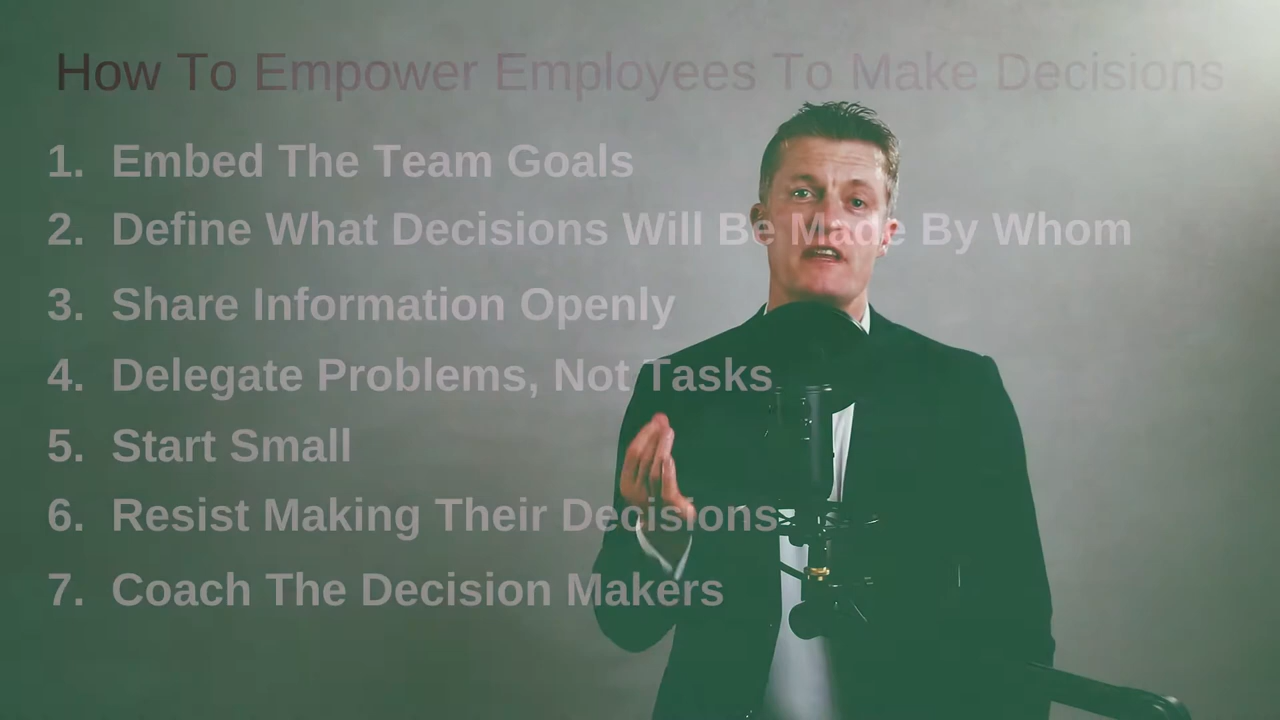 How To Empower Employees To Make Decisions
1. Embed The Team Goals
2. Define What Decisions Will Be Made By Whom
3. Share Information Openly
4. Delegate Problems, Not Tasks
5. Start Small
6. Resist Making Their Decisions
7. Coach The Decision Makers